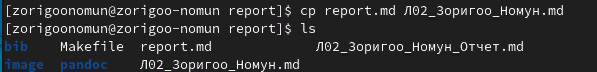 [zorigoonomun@zorigoo-nomun report]$ cp report.md Л02_Зоригоо_Номун.md
[zorigoonomun@zorigoo-nomun report]$ ls
bib    Makefile  report.md              Л02_Зоригоо_Номун_Отчет.md
image  pandoc    Л02_Зоригоо_Номун.md